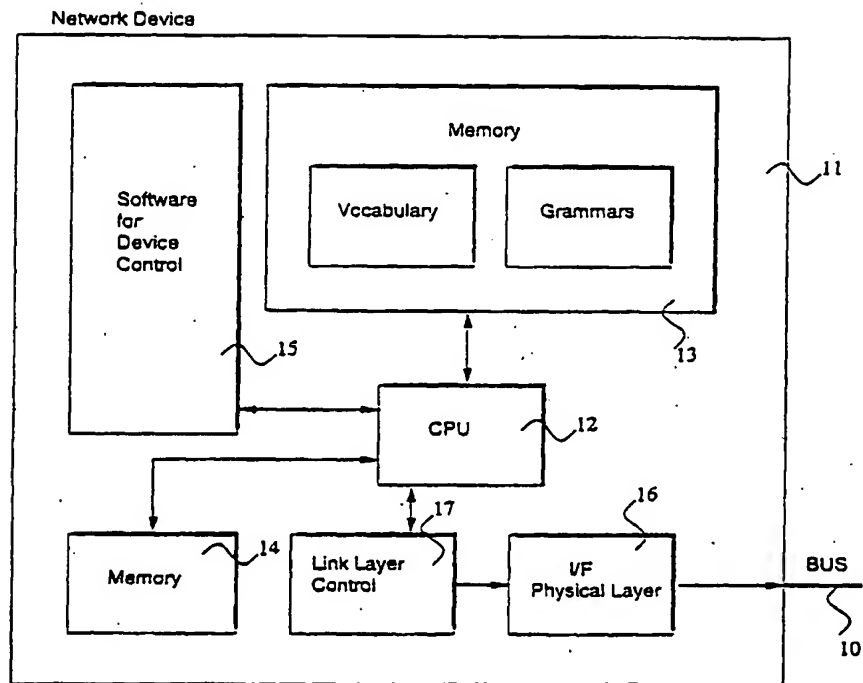 Network Device
Memory
11
Software
for
Device
Control
Vocabulary
Grammars
15
13
CPU
12
17
16
Memory
14
Link Layer
Control
I/F
Physical Layer
BUS
10